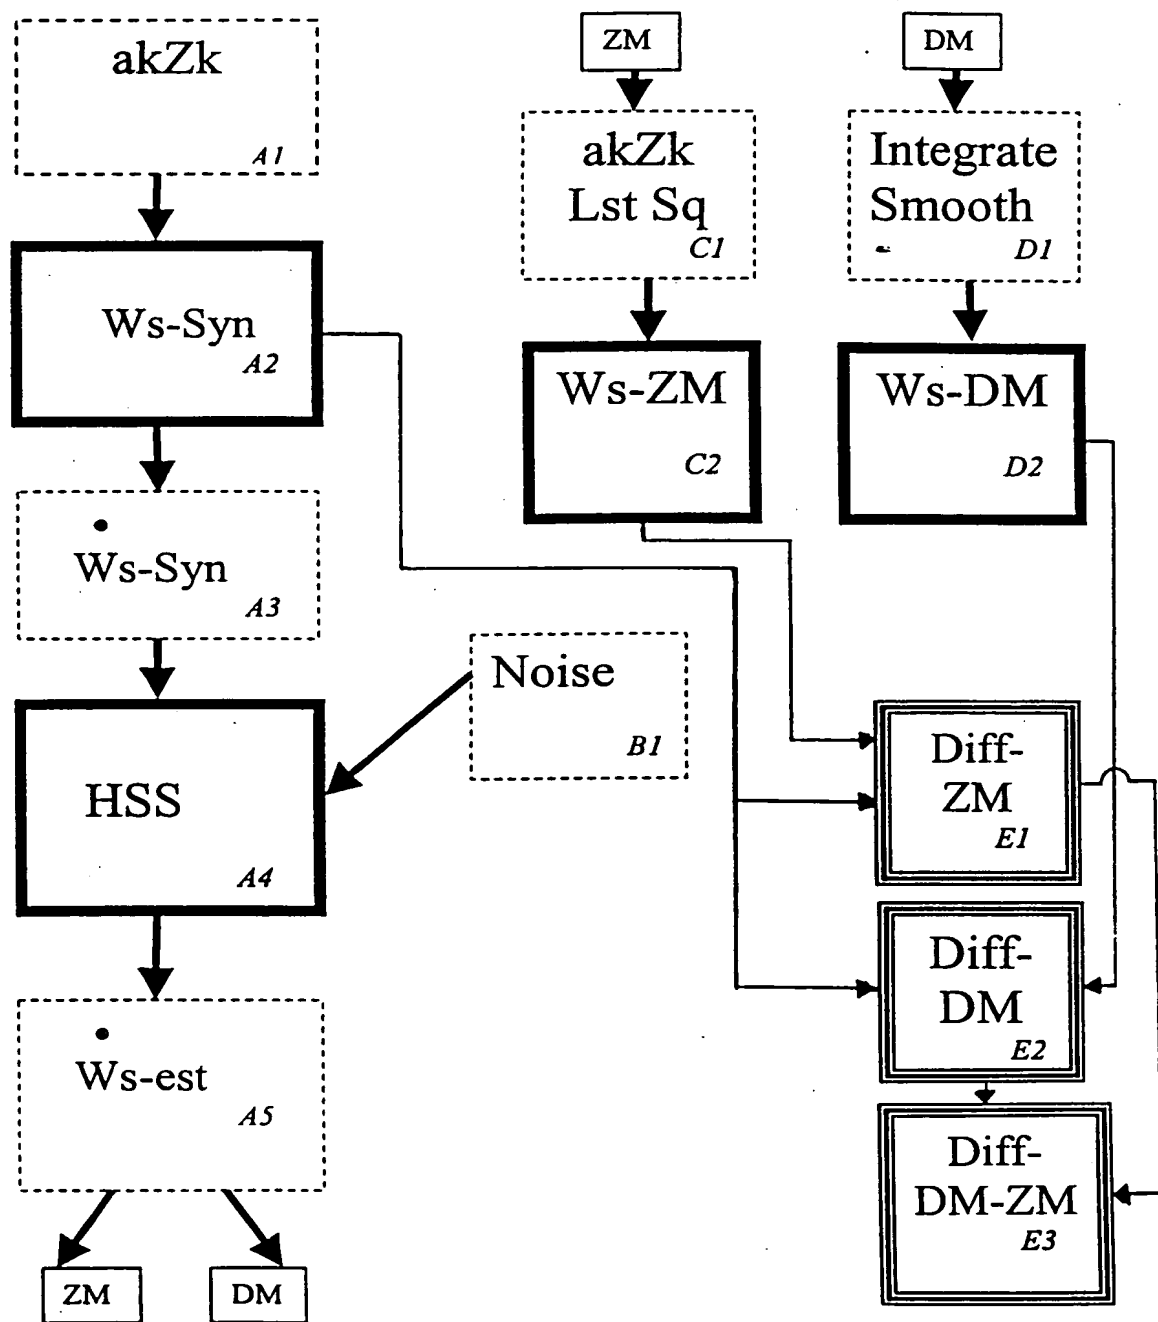 akZk
A1
Ws-Syn
A2
Ws-Syn
A3
HSS
A4
Ws-est
A5
ZM
DM
Noise
B1
ZM
akZk
Lst Sq
C1
Ws-ZM
C2
DM
Integrate
Smooth
D1
Ws-DM
D2
Diff-
ZM
E1
Diff-
DM
E2
Diff-
DM-ZM
E3